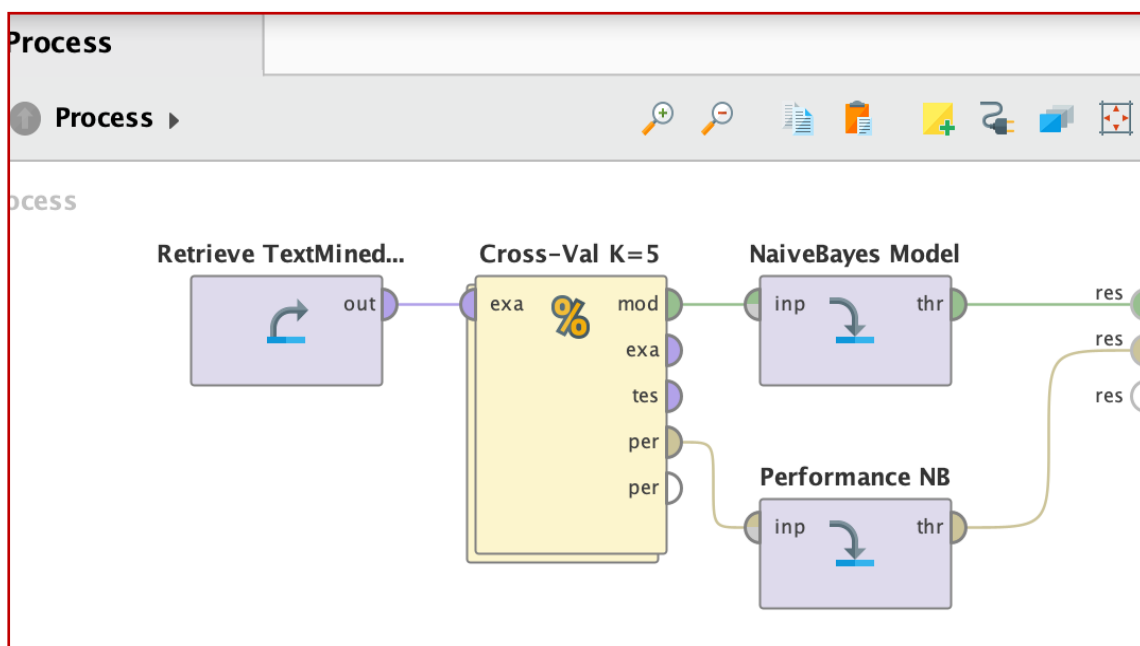 Process
Process
ocess
Retrieve TextMined...
out
Cross-Val K=5
exa
mod
exa
tes
per
per
%
NaiveBayes Model
inp
thr
Performance NB
inp
thr
res
res
res